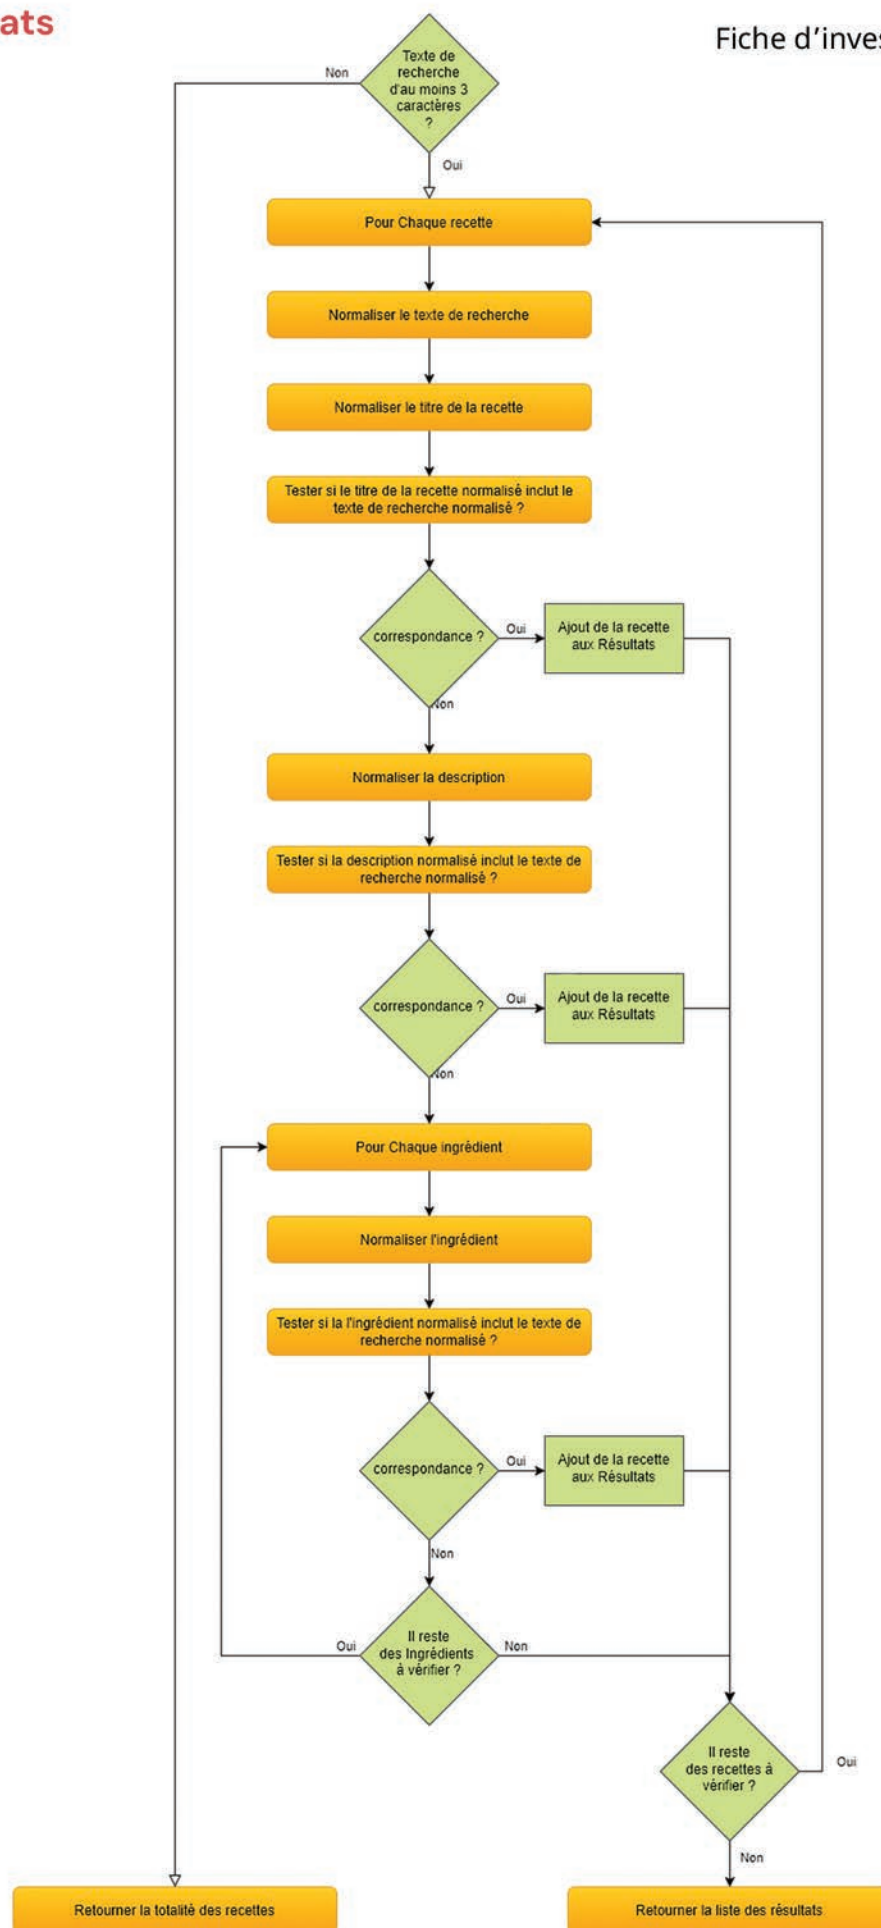 ats
Fiche d'inves
Texte de
recherche
d'au moins 3
caractères
?
Non
Oui
Pour Chaque recette
Normaliser le texte de recherche
Normaliser le titre de la recette
Tester si le titre de la recette normalisé inclut le
texte de recherche normalisé ?
correspondance ?
Oui
Ajout de la recette
aux Résultats
Non
Normaliser la description
Tester si la description normalisé inclut le texte de
recherche normalisé ?
correspondance ?
Oui
Ajout de la recette
aux Résultats
Non
Pour Chaque ingrédient
Normaliser l'ingrédient
Tester si la l'ingrédient normalisé inclut le texte de
recherche normalisé ?
correspondance ?
Oui
Ajout de la recette
aux Résultats
Non
Il reste
des Ingrédients
à vérifier ?
Oui
Non
Il reste
des recettes à
vérifier ?
Oui
Non
Retourner la totalité des recettes
Retourner la liste des résultats